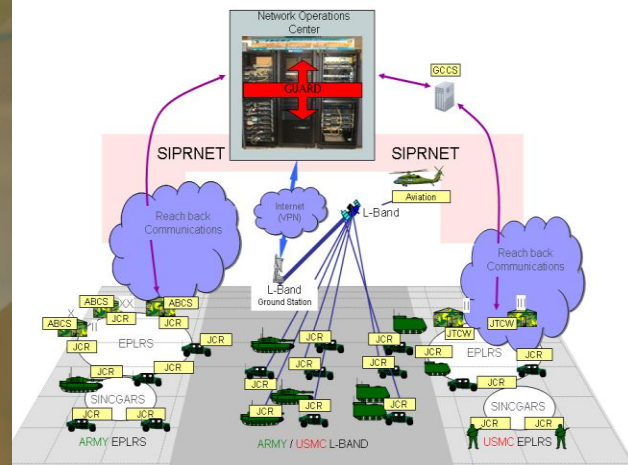 Network Operations
Center
GUARD
GCCS
SIPRNET
SIPRNET
Aviation
Internet
(VPN)
L-Band
Reach back
Communications
Reach back
Communications
L-Band
Ground Station
XX
X
II
ABCS
ABCS
JCR
JCR
ABCS
JCR
II
III
JTCW
JTCW
EPLRS
JCR
JCR
JCR
JCR
JCR
JCR
JCR
EPLRS
JCR
JCR
JCR
JCR
JCR
JCR
JCR
SINCGARS
JCR
JCR
JCR
JCR
JCR
SINCGARS
JCR
JCR
ARMY EPLRS
ARMY / USMC L-BAND
USMC EPLRS